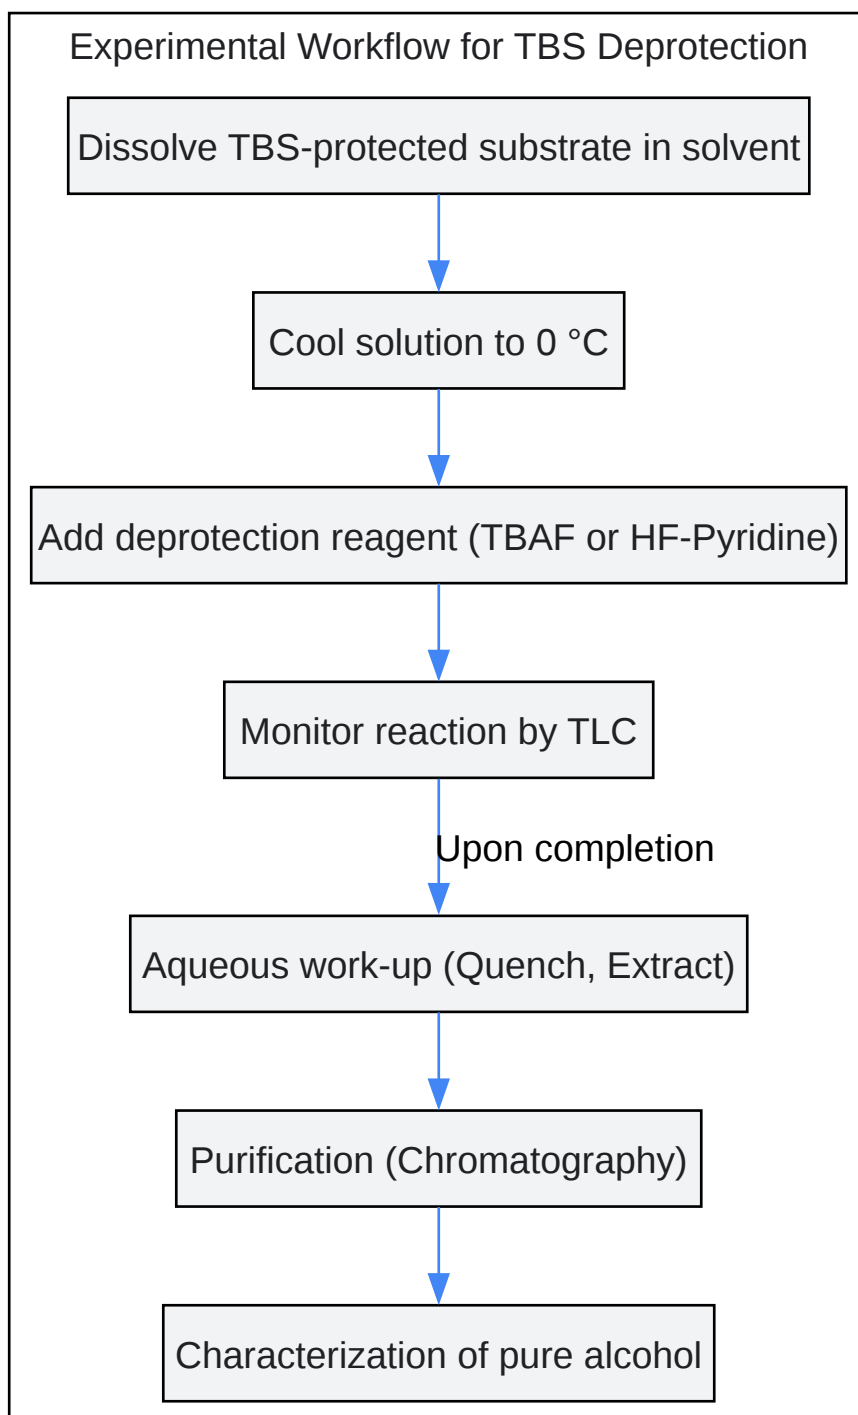 Experimental Workflow for TBS Deprotection
Dissolve TBS-protected substrate in solvent
Cool solution to 0 °C
Add deprotection reagent (TBAF or HF-Pyridine)
Monitor reaction by TLC
Upon completion
Aqueous work-up (Quench, Extract)
Purification (Chromatography)
Characterization of pure alcohol